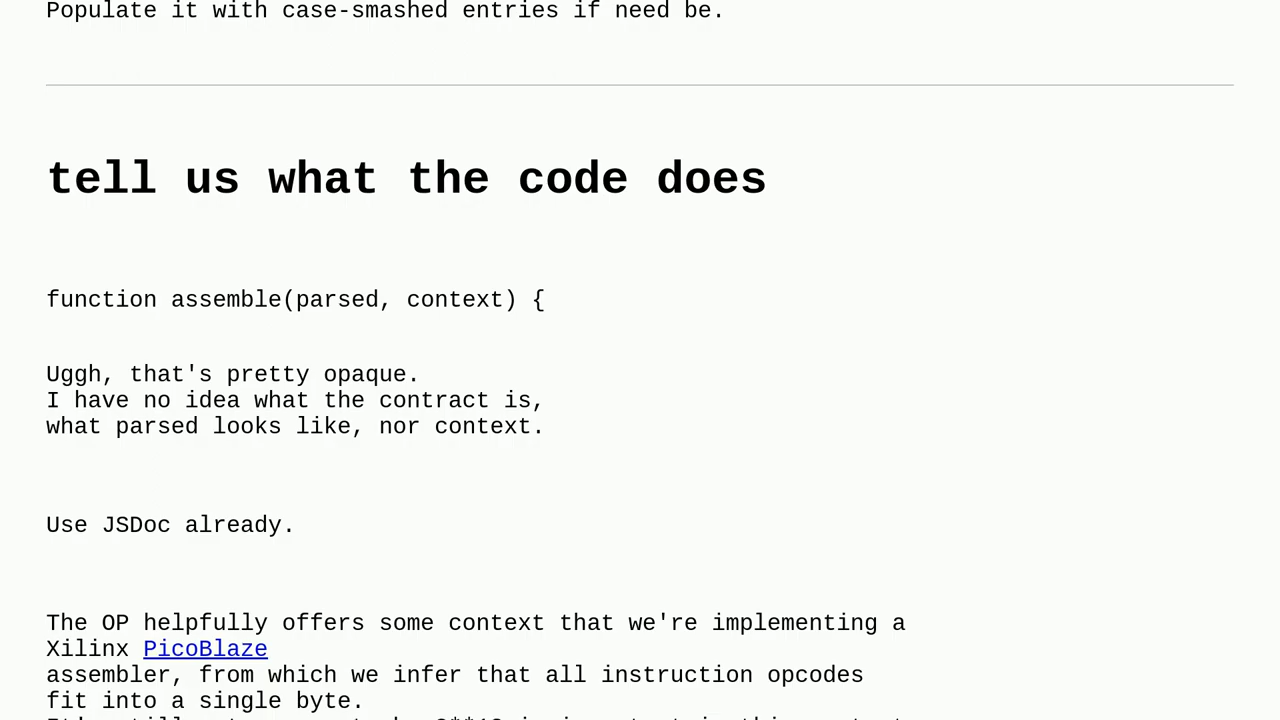 Populate it with case-smashed entries if need be.
tell us what the code does
function assemble(parsed, context) {
Uggh, that's pretty opaque.
I have no idea what the contract is,
what parsed looks like, nor context.
Use JSDoc already.
The OP helpfully offers some context that we're implementing a
Xilinx PicoBlaze
assembler, from which we infer that all instruction opcodes
fit into a single byte.